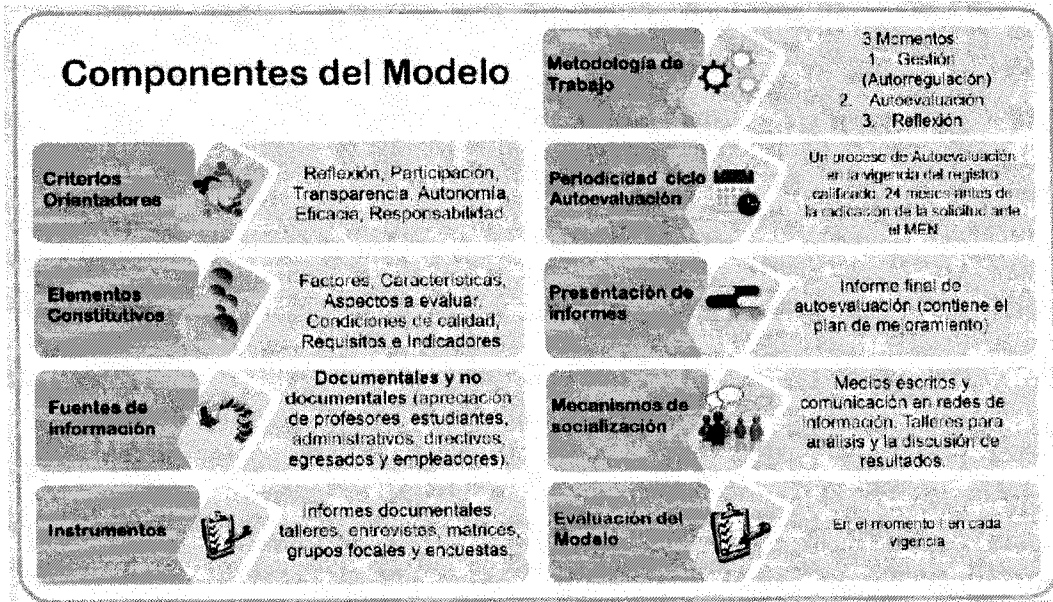 Componentes del Modelo
Criterios
Orientadores
Reflexión, Participación,
Transparencia, Autonomía,
Eficacia, Responsabilidad
Elementos
Constitutivos
Factores, Características,
Aspectos a evaluar,
Condiciones de calidad,
Requisitos e Indicadores
Fuentes de
información
Documentales y no
documentales (apreciación
de profesores, estudiantes,
administrativos, directivos,
egresados y empleadores).
Instrumentos
Informes documentales,
talleres, entrevistas, matrices,
grupos focales y encuestas.
Metodología de
Trabajo
3 Momentos
1. Gestión
(Autorregulación)
2. Autoevaluación
3. Reflexión
Periodicidad ciclo
Autoevaluación
Un proceso de Autoevaluación
en la vigencia del registro
calificado, 24 meses antes de
la radicación de la solicitud ante
el MEN
Presentación de
informes
Informe final de
autoevaluación (contiene el
plan de mejoramiento)
Mecanismos de
socialización
Medios escritos y
comunicación en redes de
información. Talleres para
análisis y la discusión de
resultados.
Evaluación del
Modelo
En el momento 1 en cada
vigencia